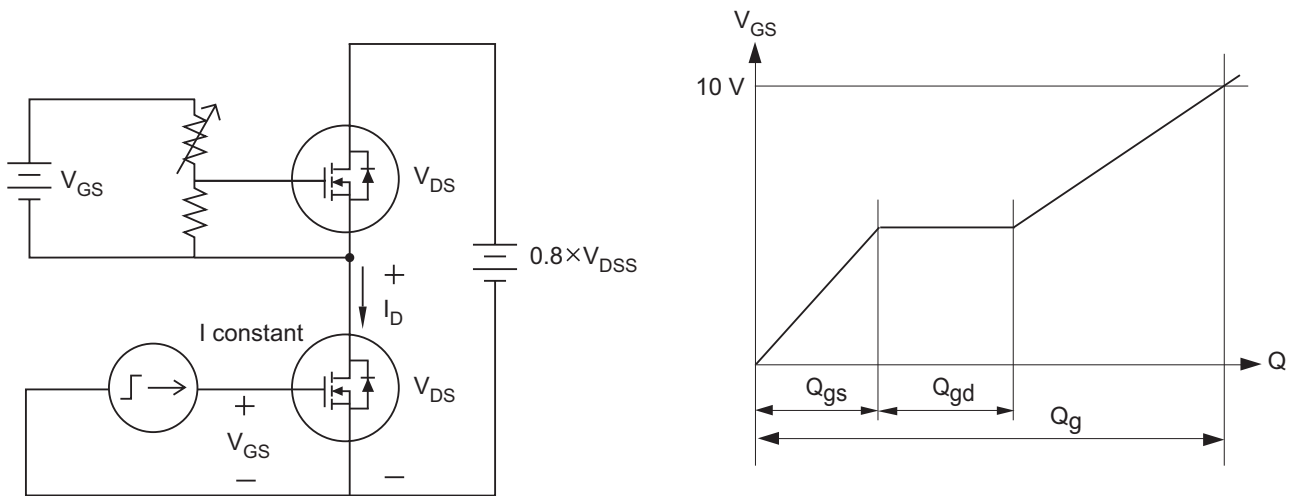 V_GS
V_DS
0.8×V_DSS
+
I_D
I constant
V_DS
+
V_GS
−
−
V_GS
10 V
Q
Q_gs
Q_gd
Q_g